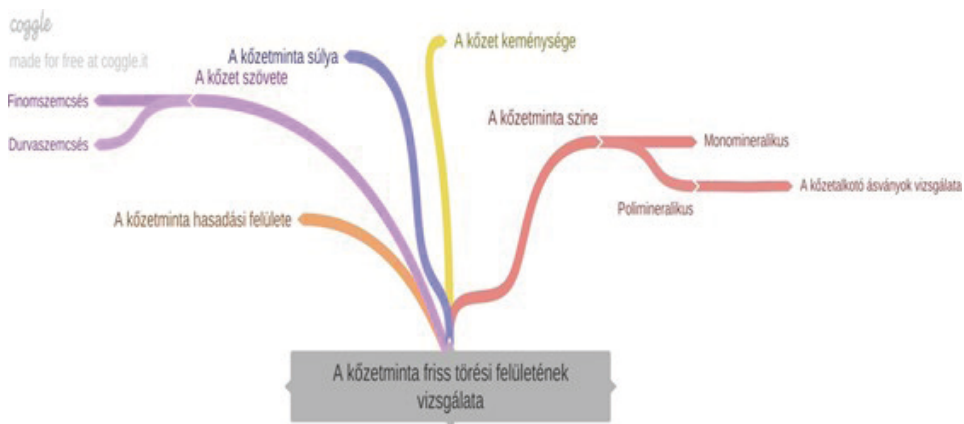 coggle
made for free at coggle.it
A kőzet keménysége
A kőzetminta súlya
A kőzet szövete
Finomszemcsés
Durvaszemcsés
A kőzetminta szine
Monomineralikus
A kőzetalkotó ásványok vizsgálata
Polimineralikus
A kőzetminta hasadási felülete
A kőzetminta friss törési felületének
vizsgálata